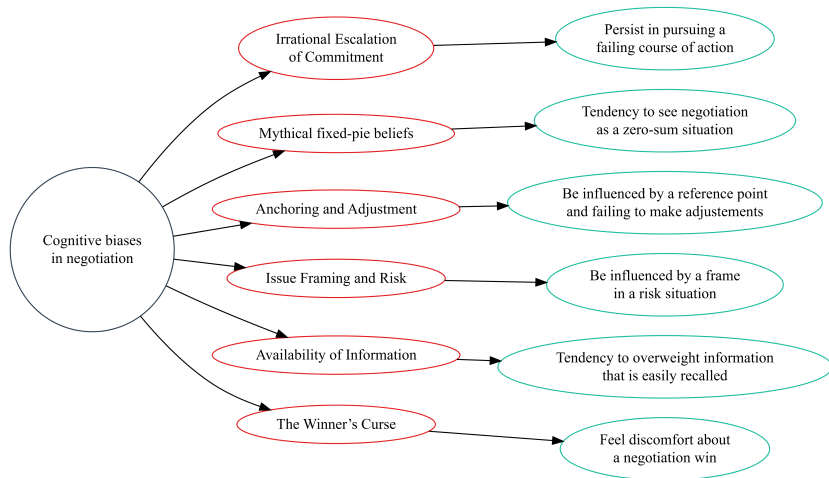 Cognitive biases
in negotiation
Irrational Escalation
of Commitment
Persist in pursuing a
failing course of action
Mythical fixed-pie beliefs
Tendency to see negotiation
as a zero-sum situation
Anchoring and Adjustment
Be influenced by a reference point
and failing to make adjustements
Issue Framing and Risk
Be influenced by a frame
in a risk situation
Availability of Information
Tendency to overweight information
that is easily recalled
The Winner's Curse
Feel discomfort about
a negotiation win